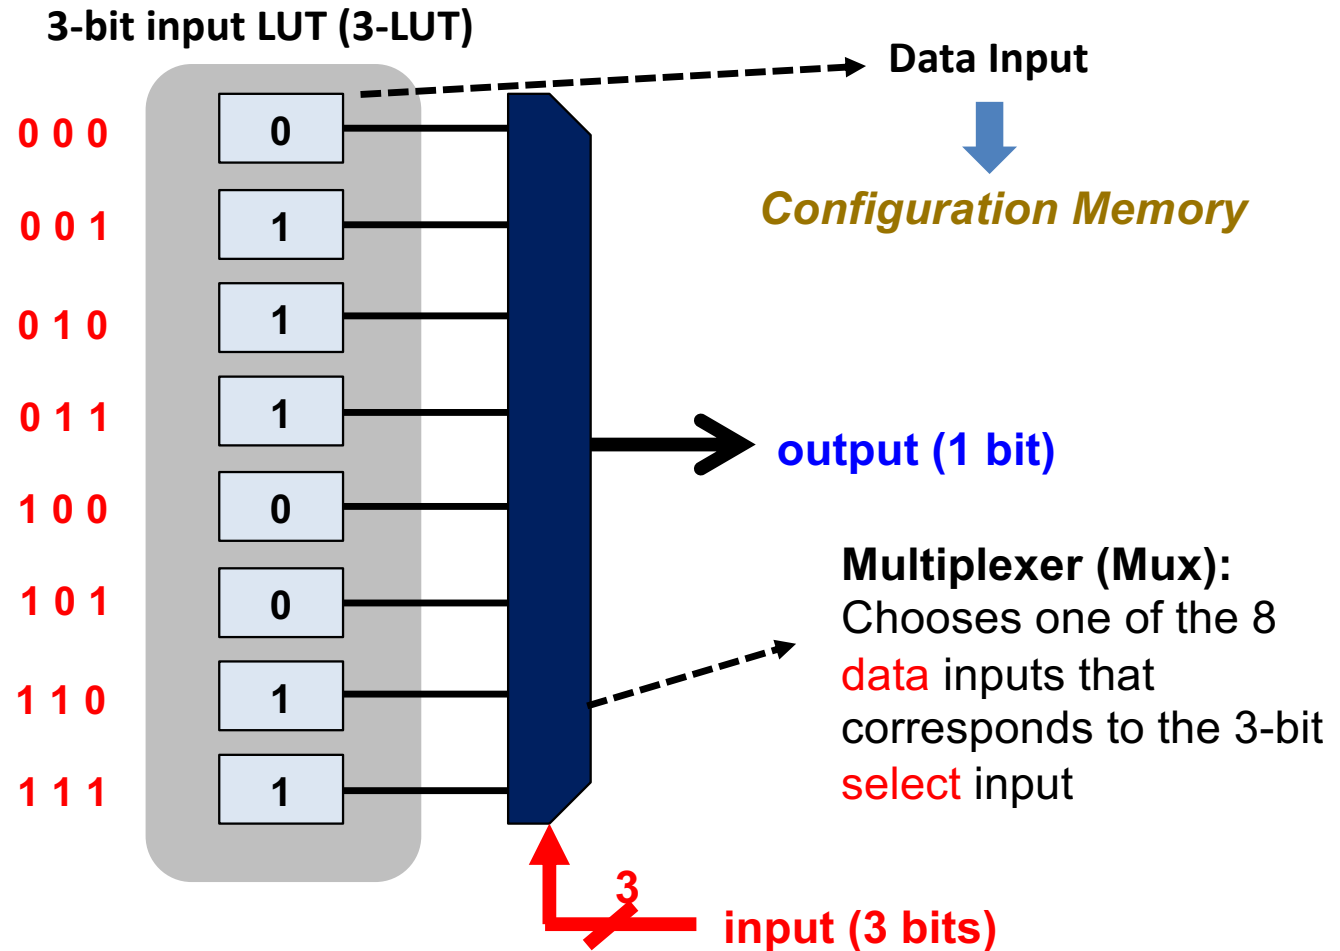 3-bit input LUT (3-LUT)
Data Input
Configuration Memory
0 0 0
0
0 0 1
1
0 1 0
1
0 1 1
1
1 0 0
0
1 0 1
0
1 1 0
1
1 1 1
1
output (1 bit)
Multiplexer (Mux):
Chooses one of the 8
data inputs that
corresponds to the 3-bit
select input
3
input (3 bits)